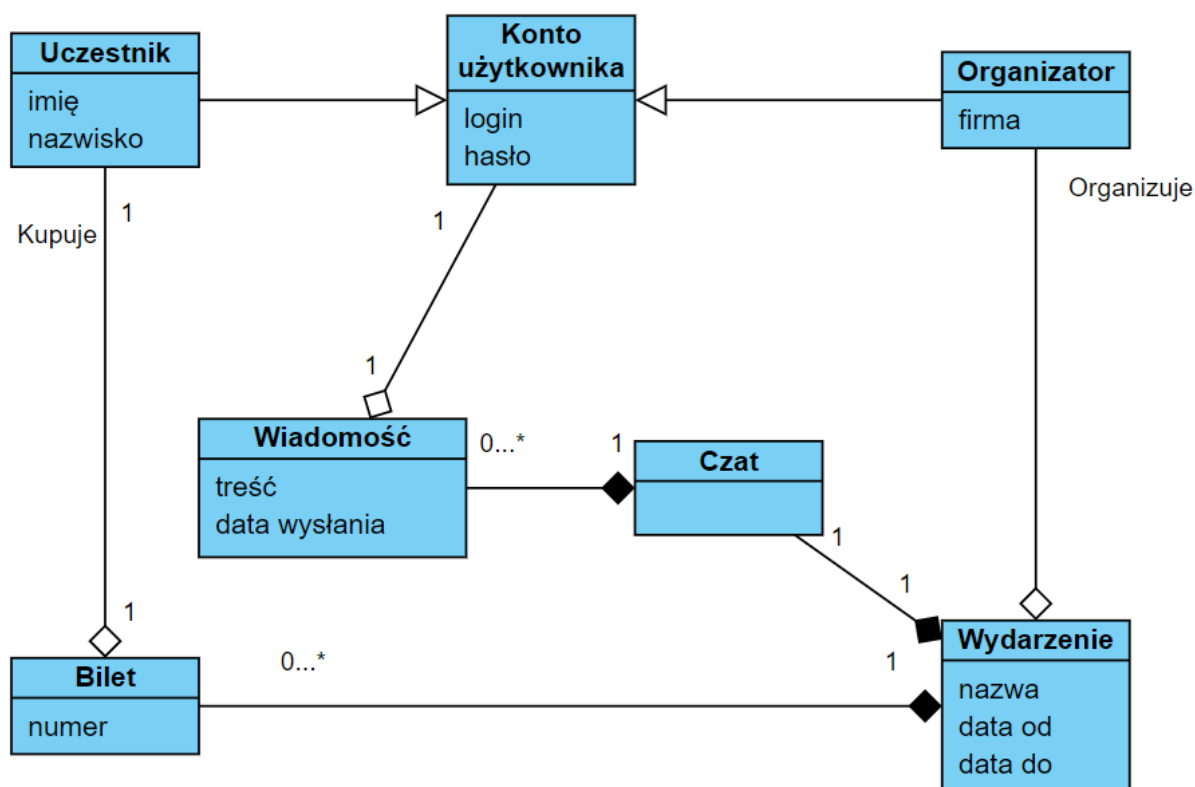 Uczestnik
imię
nazwisko
Konto
użytkownika
login
hasło
Organizator
firma
1
Kupuje
1
Organizuje
1
Wiadomość
treść
data wysłania
0...*
1
Czat
1
1
1
Bilet
numer
0...*
1
Wydarzenie
nazwa
data od
data do